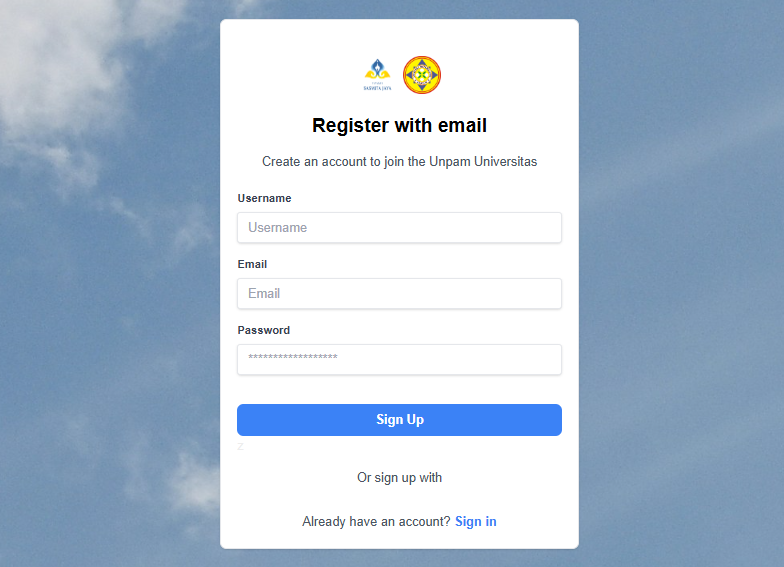 SASMITA JAYA
Register with email
Create an account to join the Unpam Universitas
Username
Username
Email
Email
Password
******************
Sign Up
z
Or sign up with
Already have an account? Sign in